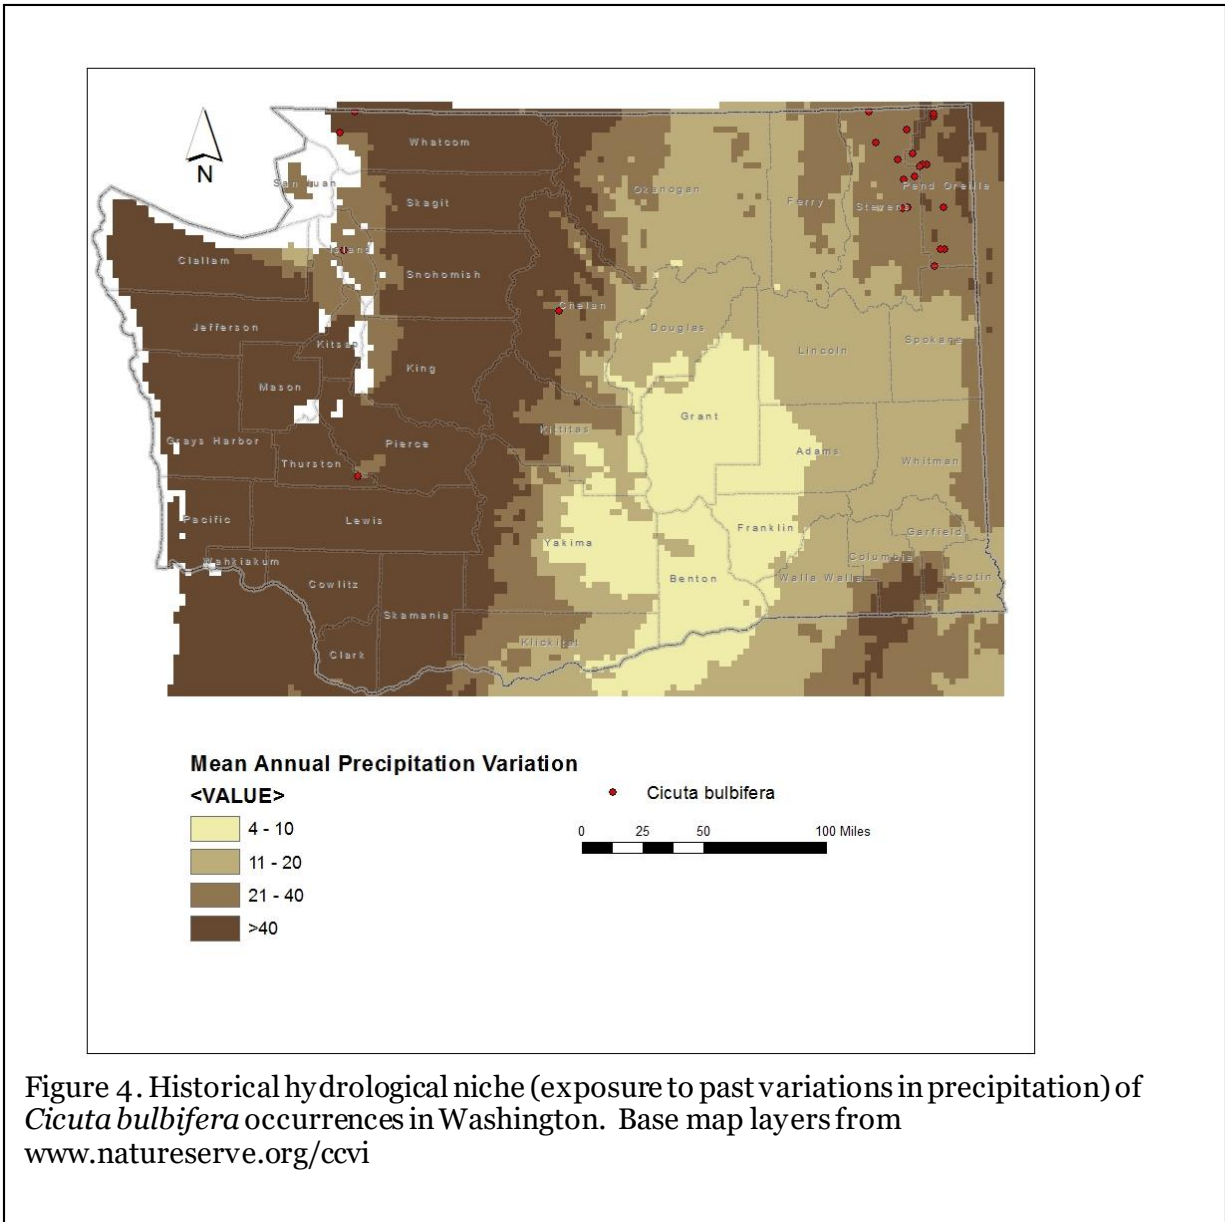 N
Whatcom
San Juan
Skagit
Okanogan
Ferry
Stevens
Pend Oreille
Clallam
Island
Snohomish
Chelan
Jefferson
Kitsap
Douglas
Lincoln
Spokane
Mason
King
Grant
Grays Harbor
Pierce
Kittitas
Adams
Thurston
Whitman
Pacific
Lewis
Yakima
Franklin
Garfield
Wahkiakum
Cowlitz
Benton
Walla Walla
Columbia
Asotin
Skamania
Clark
Klickitat
Mean Annual Precipitation Variation
<VALUE>
4 - 10
11 - 20
21 - 40
>40
Cicuta bulbifera
0 25 50 100 Miles
Figure 4. Historical hydrological niche (exposure to past variations in precipitation) of
Cicuta bulbifera occurrences in Washington. Base map layers from
www.natureserve.org/ccvi